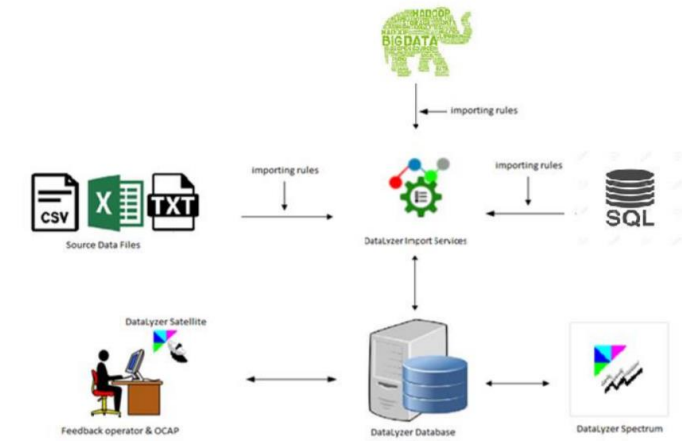 HADOOP
BIGDATA
importing rules
importing rules
importing rules
CSV
X
TXT
SQL
Source Data Files
DataLyzer Import Services
DataLyzer Satellite
Feedback operator & OCAP
DataLyzer Database
DataLyzer Spectrum